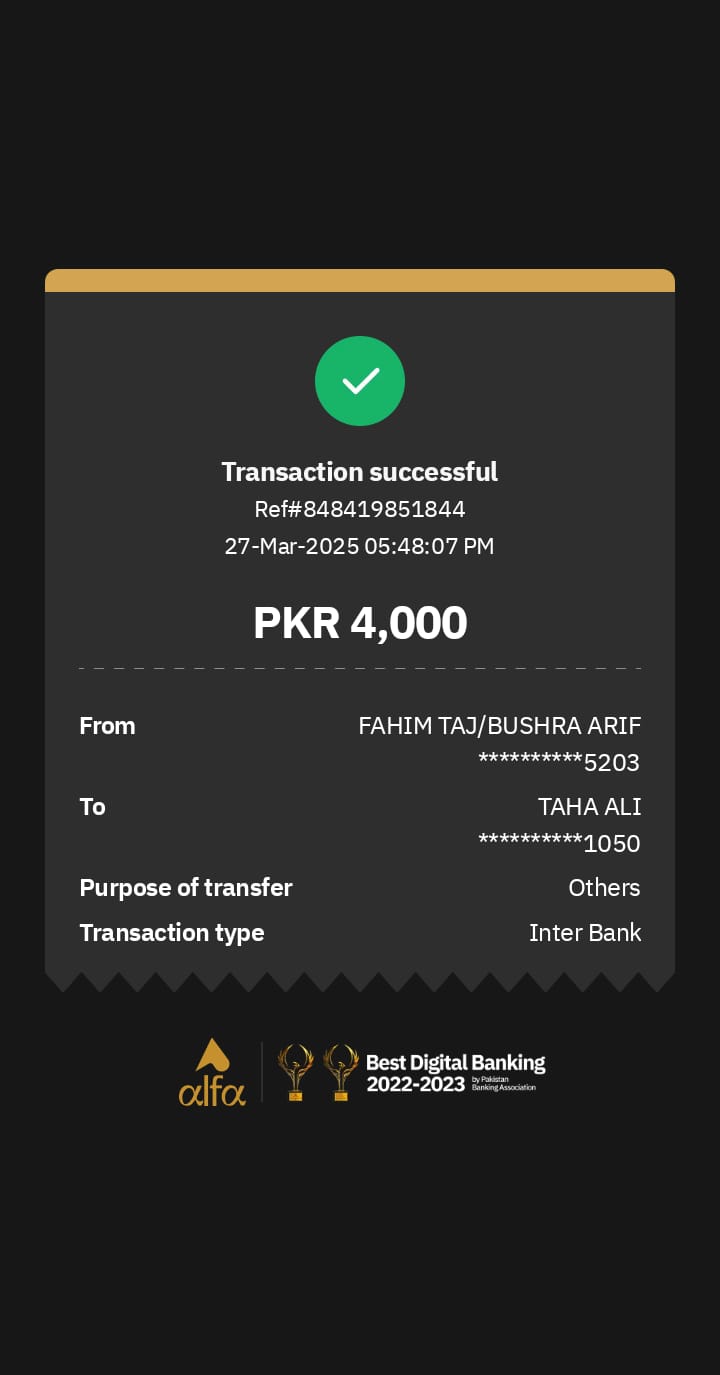 Transaction successful
Ref#848419851844
27-Mar-2025 05:48:07 PM
PKR 4,000
From FAHIM TAJ/BUSHRA ARIF
**********5203
To TAHA ALI
**********1050
Purpose of transfer Others
Transaction type Inter Bank
alfa
Best Digital Banking
2022-2023 by Pakistan
Banking Association